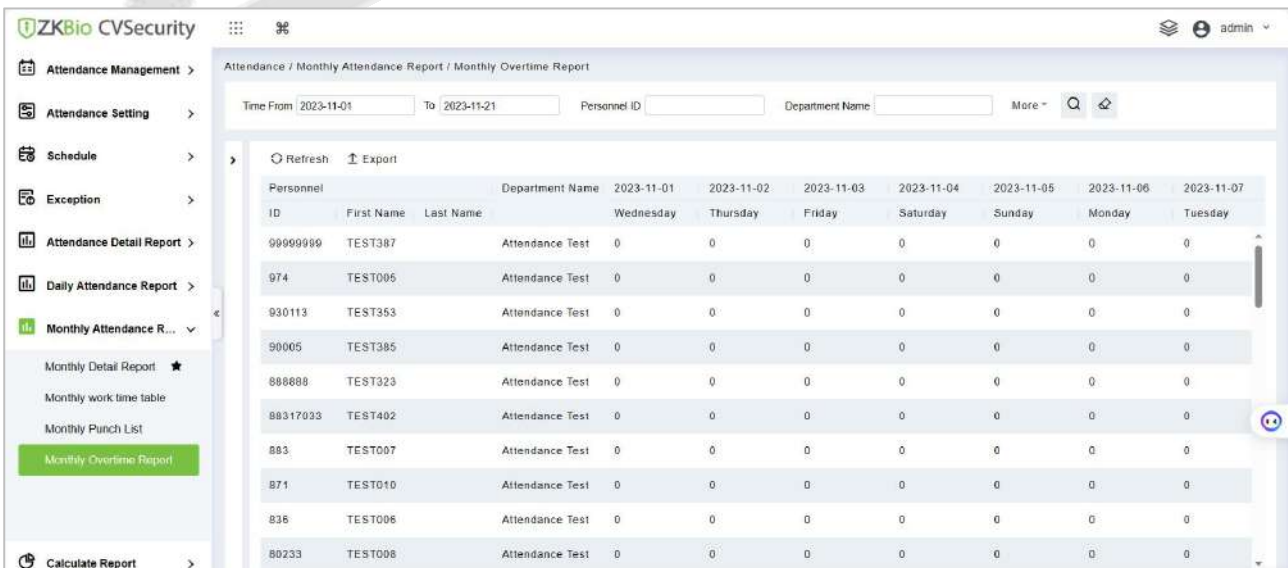 ZKBio CVSecurity
admin
Attendance Management
Attendance Setting
Schedule
Exception
Attendance Detail Report
Daily Attendance Report
Monthly Attendance R...
Monthly Detail Report
Monthly work time table
Monthly Punch List
Monthly Overtime Report
Calculate Report
Attendance / Monthly Attendance Report / Monthly Overtime Report
Time From 2023-11-01 To 2023-11-21 Personnel ID Department Name More
Refresh Export
Personnel Department Name 2023-11-01 2023-11-02 2023-11-03 2023-11-04 2023-11-05 2023-11-06 2023-11-07
ID First Name Last Name Wednesday Thursday Friday Saturday Sunday Monday Tuesday
99999999 TEST387 Attendance Test 0 0 0 0 0 0 0
974 TEST005 Attendance Test 0 0 0 0 0 0 0
930113 TEST353 Attendance Test 0 0 0 0 0 0 0
90005 TEST385 Attendance Test 0 0 0 0 0 0 0
888888 TEST323 Attendance Test 0 0 0 0 0 0 0
88317033 TEST402 Attendance Test 0 0 0 0 0 0 0
883 TEST007 Attendance Test 0 0 0 0 0 0 0
871 TEST010 Attendance Test 0 0 0 0 0 0 0
836 TEST006 Attendance Test 0 0 0 0 0 0 0
80233 TEST008 Attendance Test 0 0 0 0 0 0 0